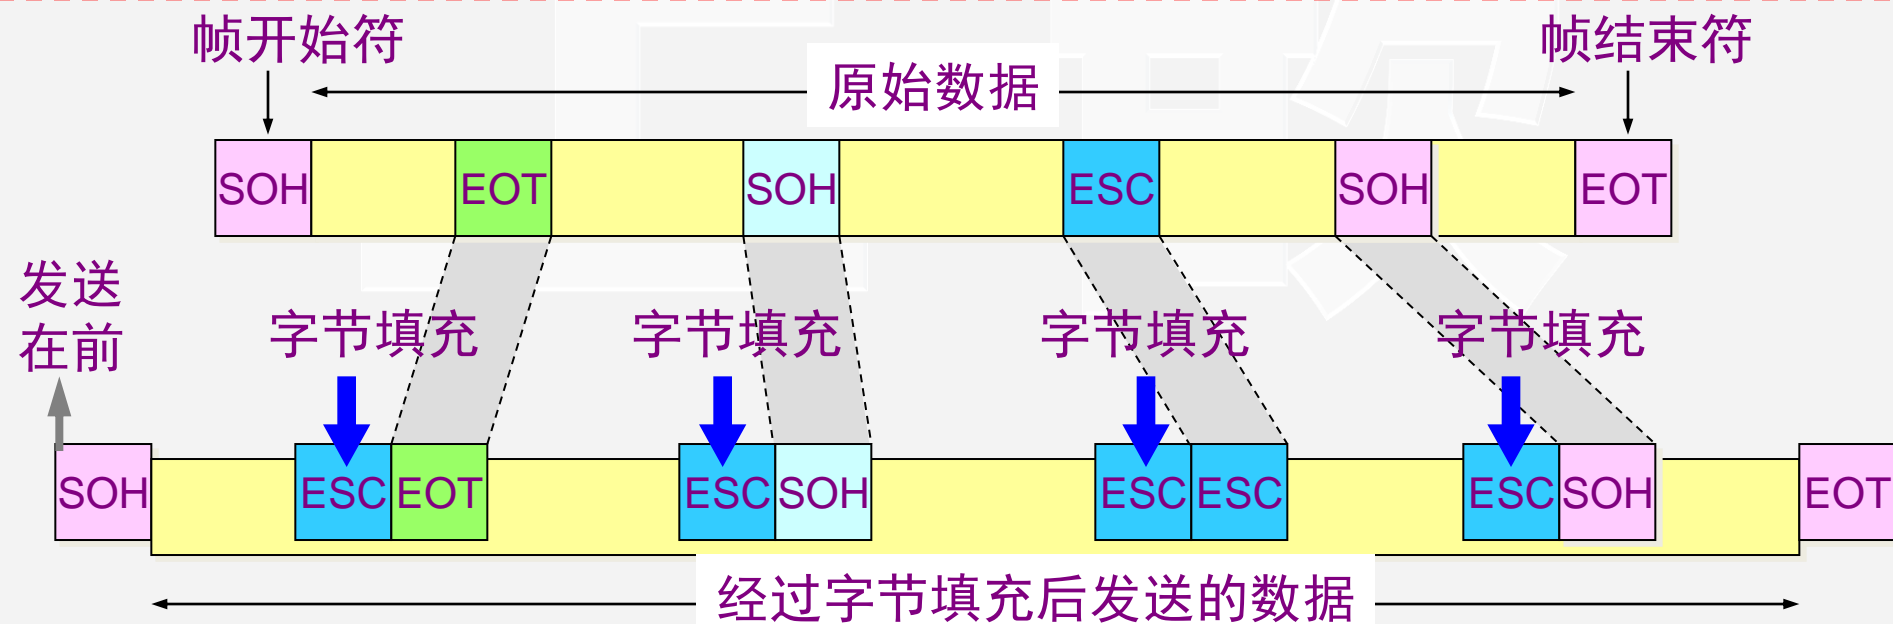 帧开始符
帧结束符
原始数据
SOH EOT SOH ESC SOH EOT
发送
在前
字节填充 字节填充 字节填充 字节填充
SOH ESC EOT ESC SOH ESC ESC ESC SOH EOT
经过字节填充后发送的数据